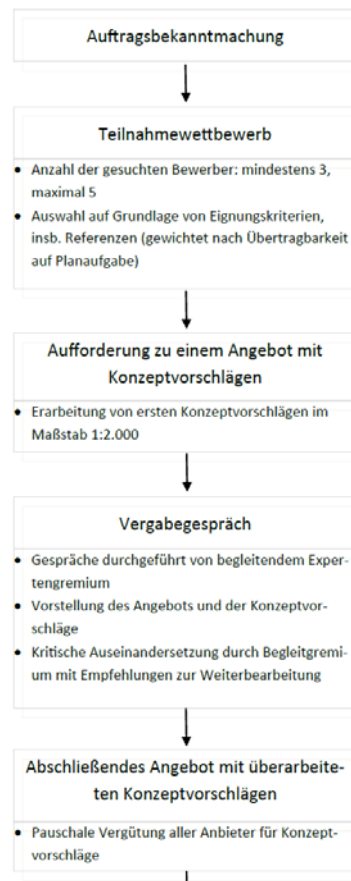 Auftragsbekanntmachung
Teilnahmewettbewerb
• Anzahl der gesuchten Bewerber: mindestens 3,
maximal 5
• Auswahl auf Grundlage von Eignungskriterien,
insb. Referenzen (gewichtet nach Übertragbarkeit
auf Planaufgabe)
Aufforderung zu einem Angebot mit
Konzeptvorschlägen
• Erarbeitung von ersten Konzeptvorschlägen im
Maßstab 1:2.000
Vergabegespräch
• Gespräche durchgeführt von begleitendem Exper-
tengremium
• Vorstellung des Angebots und der Konzeptvor-
schläge
• Kritische Auseinandersetzung durch Begleitgremi-
um mit Empfehlungen zur Weiterbearbeitung
Abschließendes Angebot mit überarbeite-
ten Konzeptvorschlägen
• Pauschale Vergütung aller Anbieter für Konzept-
vorschläge